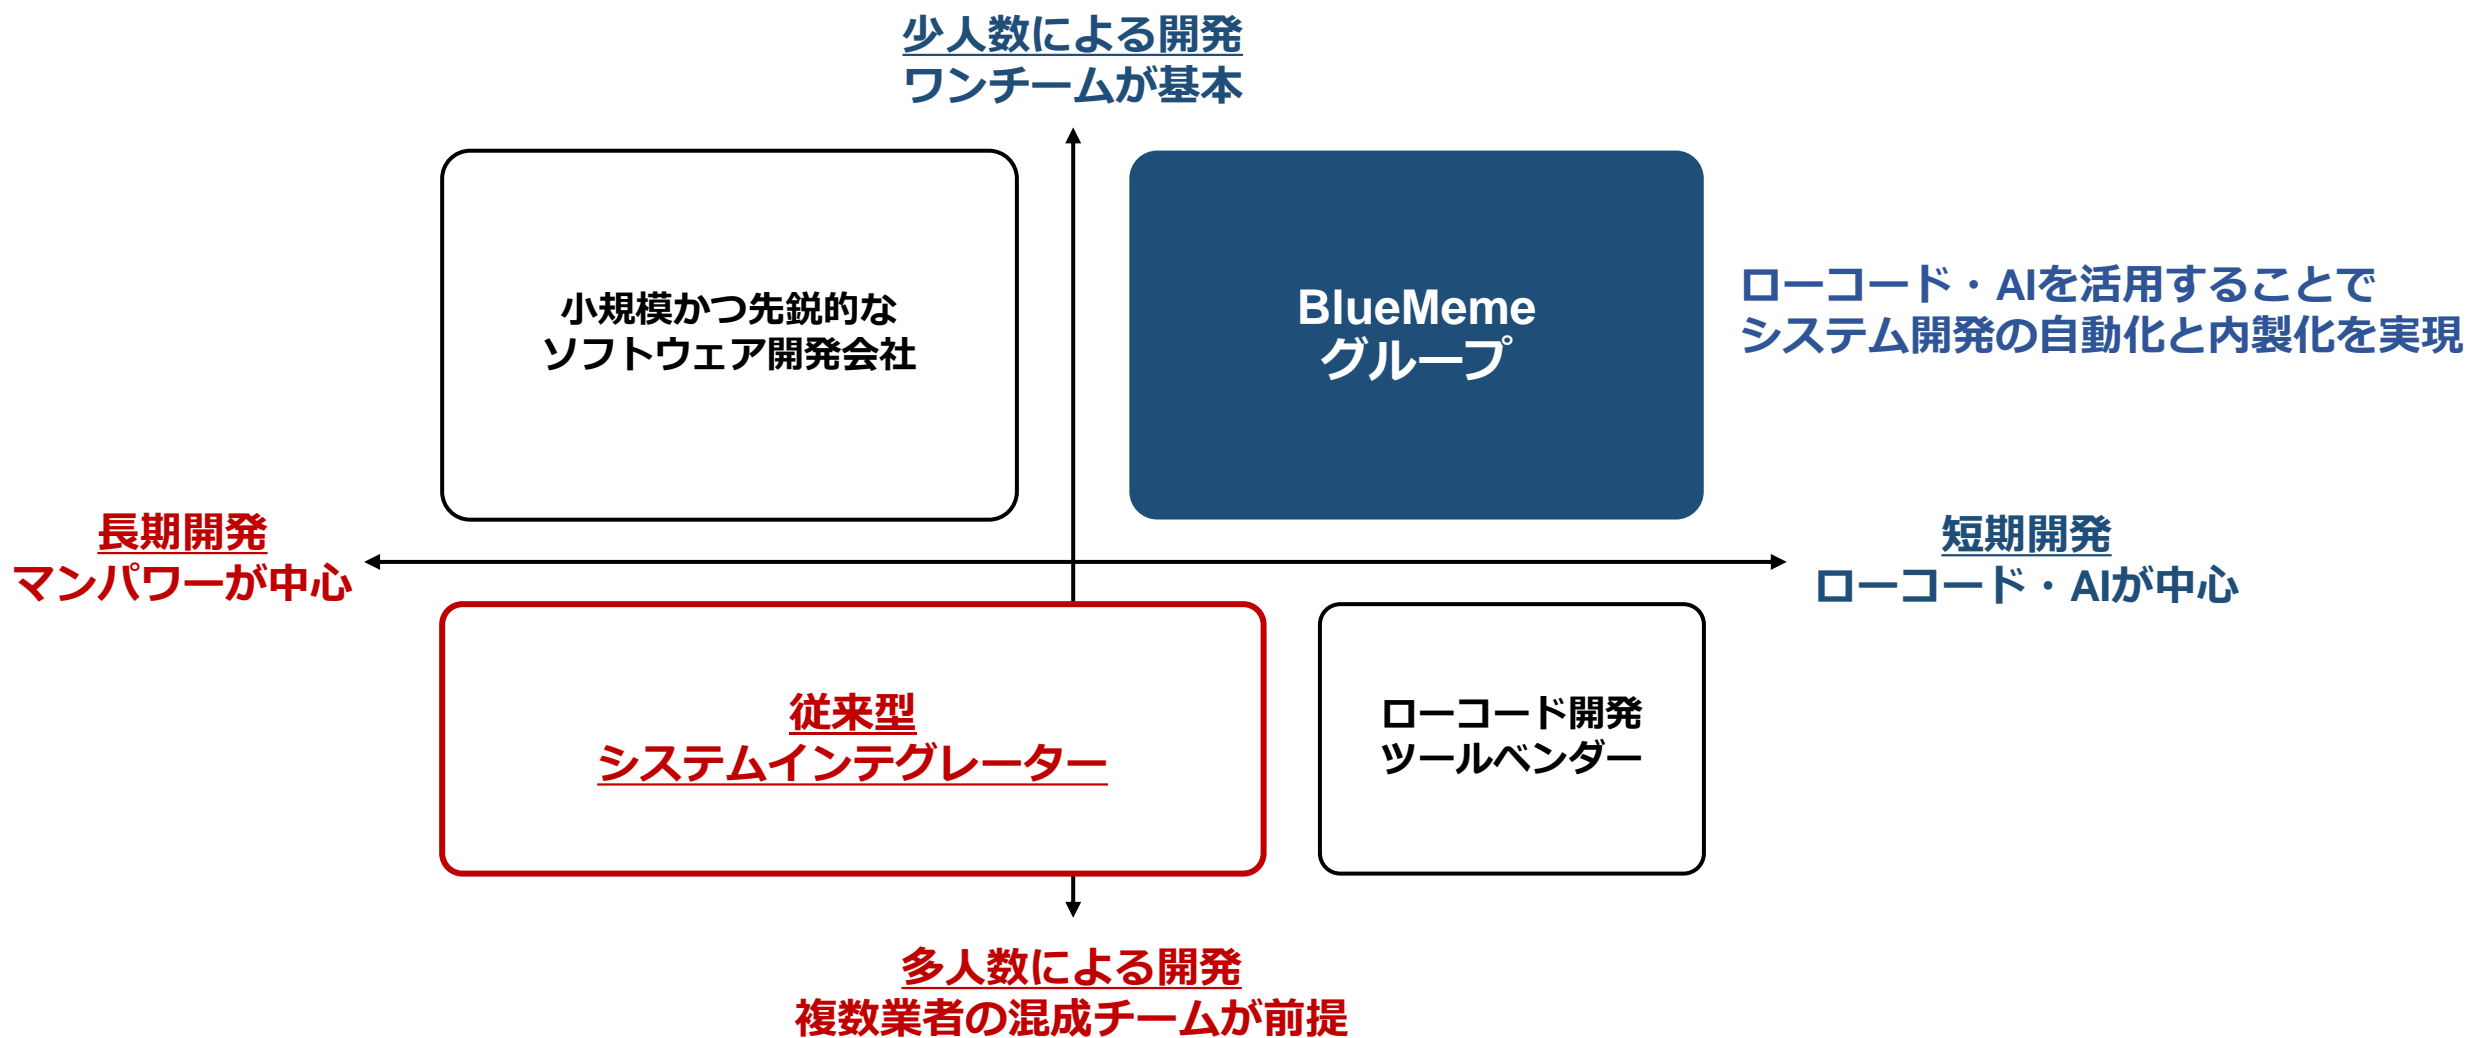 少人数による開発
ワンチームが基本
小規模かつ先鋭的な
ソフトウェア開発会社
BlueMeme
グループ
ローコード・AIを活用することで
システム開発の自動化と内製化を実現
長期開発
マンパワーが中心
短期開発
ローコード・AIが中心
従来型
システムインテグレーター
ローコード開発
ツールベンダー
多人数による開発
複数業者の混成チームが前提